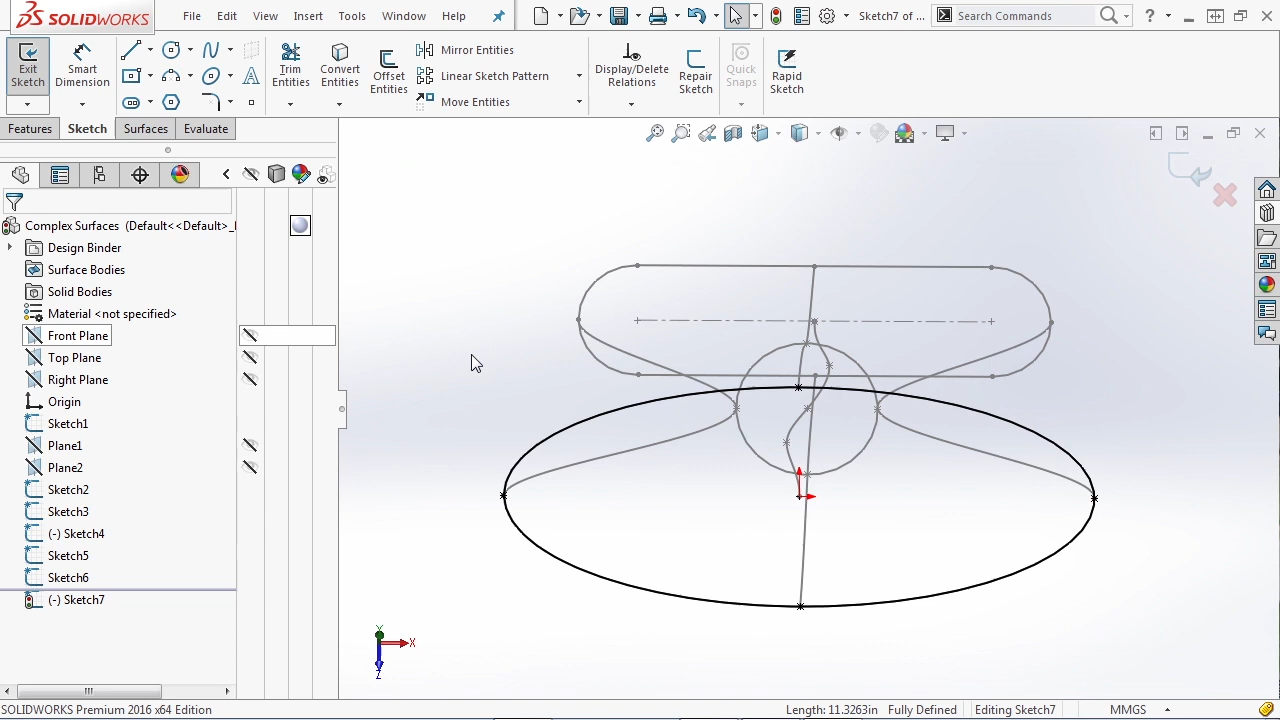 SOLIDWORKS File Edit View Insert Tools Window Help Sketch7 of ... Search Commands ?
Exit Sketch Smart Dimension Trim Entities Convert Entities Offset Entities Mirror Entities Linear Sketch Pattern Move Entities Display/Delete Relations Repair Sketch Quick Snaps Rapid Sketch
Features Sketch Surfaces Evaluate
Complex Surfaces (Default<<Default>_
Design Binder
Surface Bodies
Solid Bodies
Material <not specified>
Front Plane
Top Plane
Right Plane
Origin
Sketch1
Plane1
Plane2
Sketch2
Sketch3
(-) Sketch4
Sketch5
Sketch6
(-) Sketch7
Y
X
Z
SOLIDWORKS Premium 2016 x64 Edition Length: 11.3263in Fully Defined Editing Sketch7 MMGS